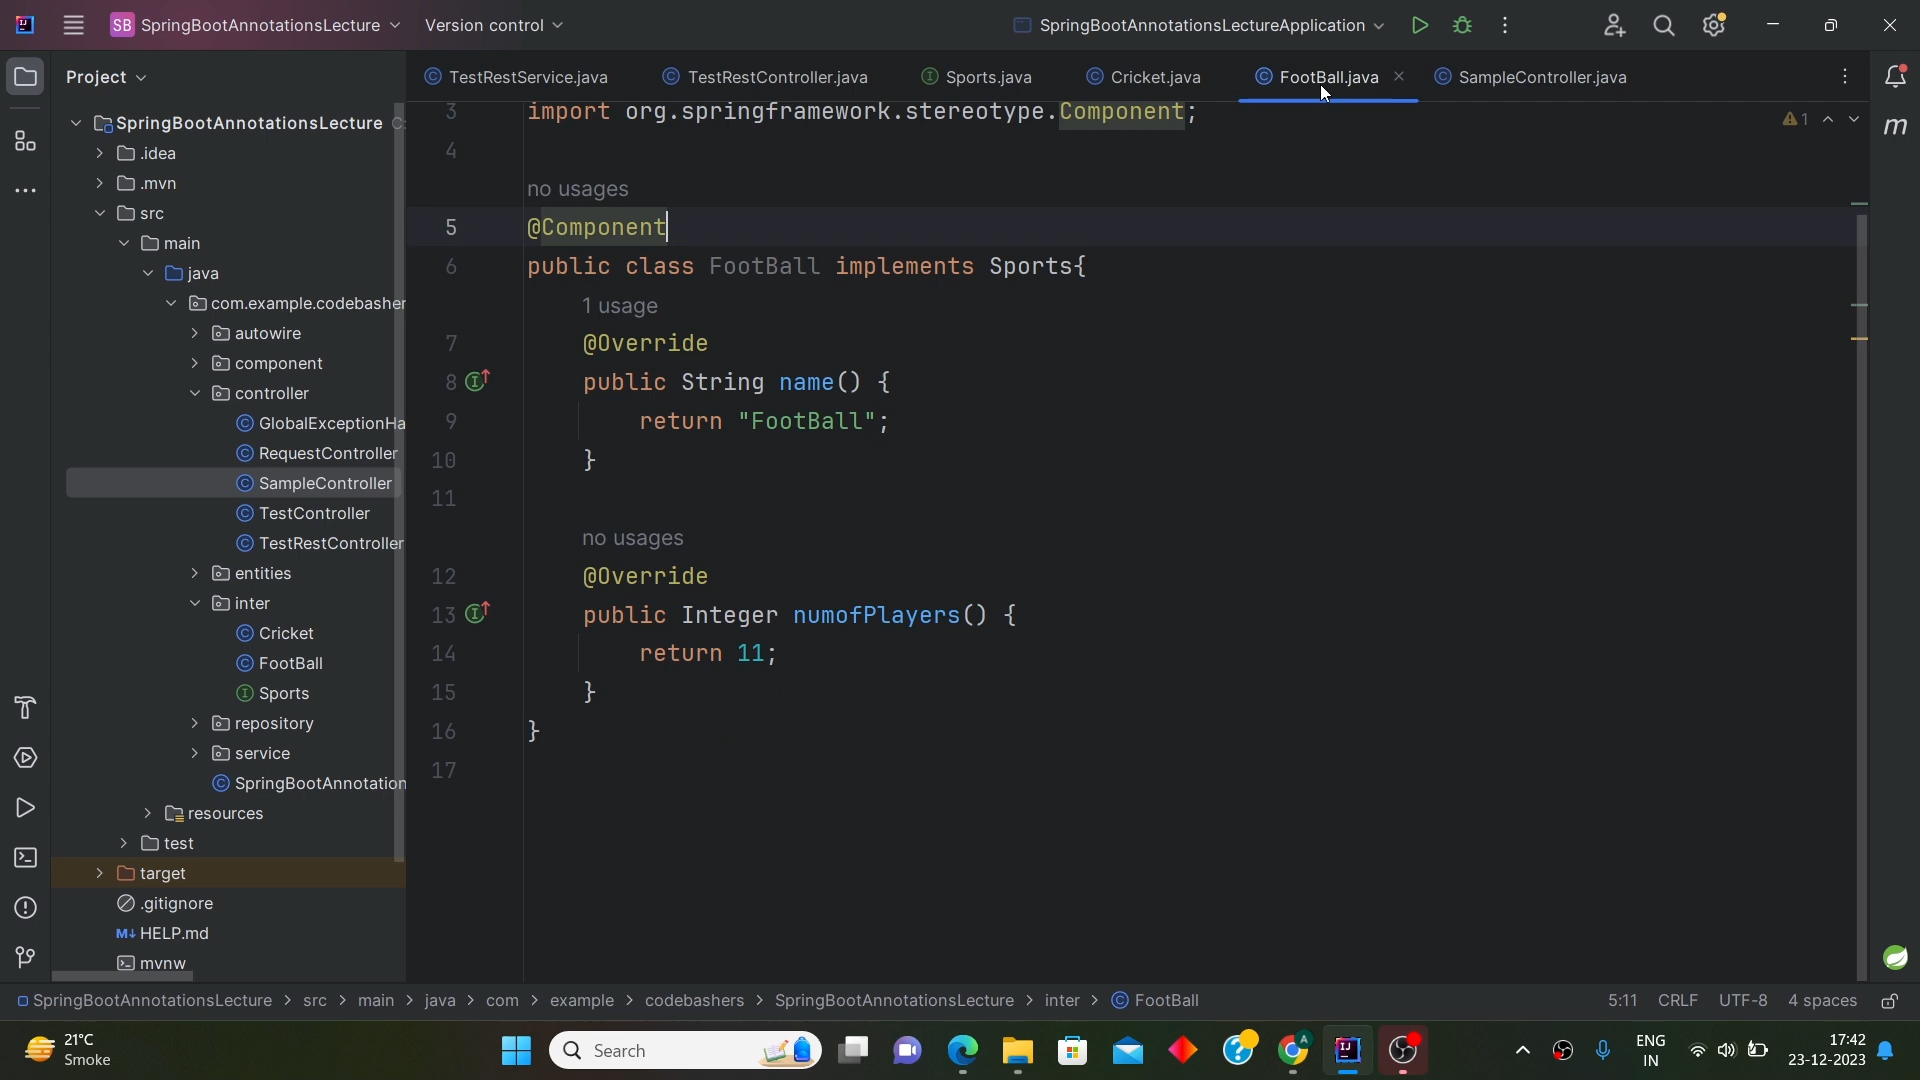 SB SpringBootAnnotationsLecture Version control SpringBootAnnotationsLectureApplication
Project
TestRestService.java TestRestController.java Sports.java Cricket.java FootBall.java SampleController.java
SpringBootAnnotationsLecture
.idea
.mvn
src
main
java
com.example.codebasher
autowire
component
controller
GlobalExceptionHa
RequestController
SampleController
TestController
TestRestController
entities
inter
Cricket
FootBall
Sports
repository
service
SpringBootAnnotation
resources
test
target
.gitignore
M↓ HELP.md
mvnw
3 import org.springframework.stereotype.Component;
1
4
no usages
5 @Component
6 public class FootBall implements Sports{
1 usage
7 @Override
8 public String name() {
9 return "FootBall";
10 }
11
no usages
12 @Override
13 public Integer numofPlayers() {
14 return 11;
15 }
16 }
17
m
SpringBootAnnotationsLecture > src > main > java > com > example > codebashers > SpringBootAnnotationsLecture > inter > FootBall 5:11 CRLF UTF-8 4 spaces
21°C
Smoke
Search
ENG
IN
17:42
23-12-2023